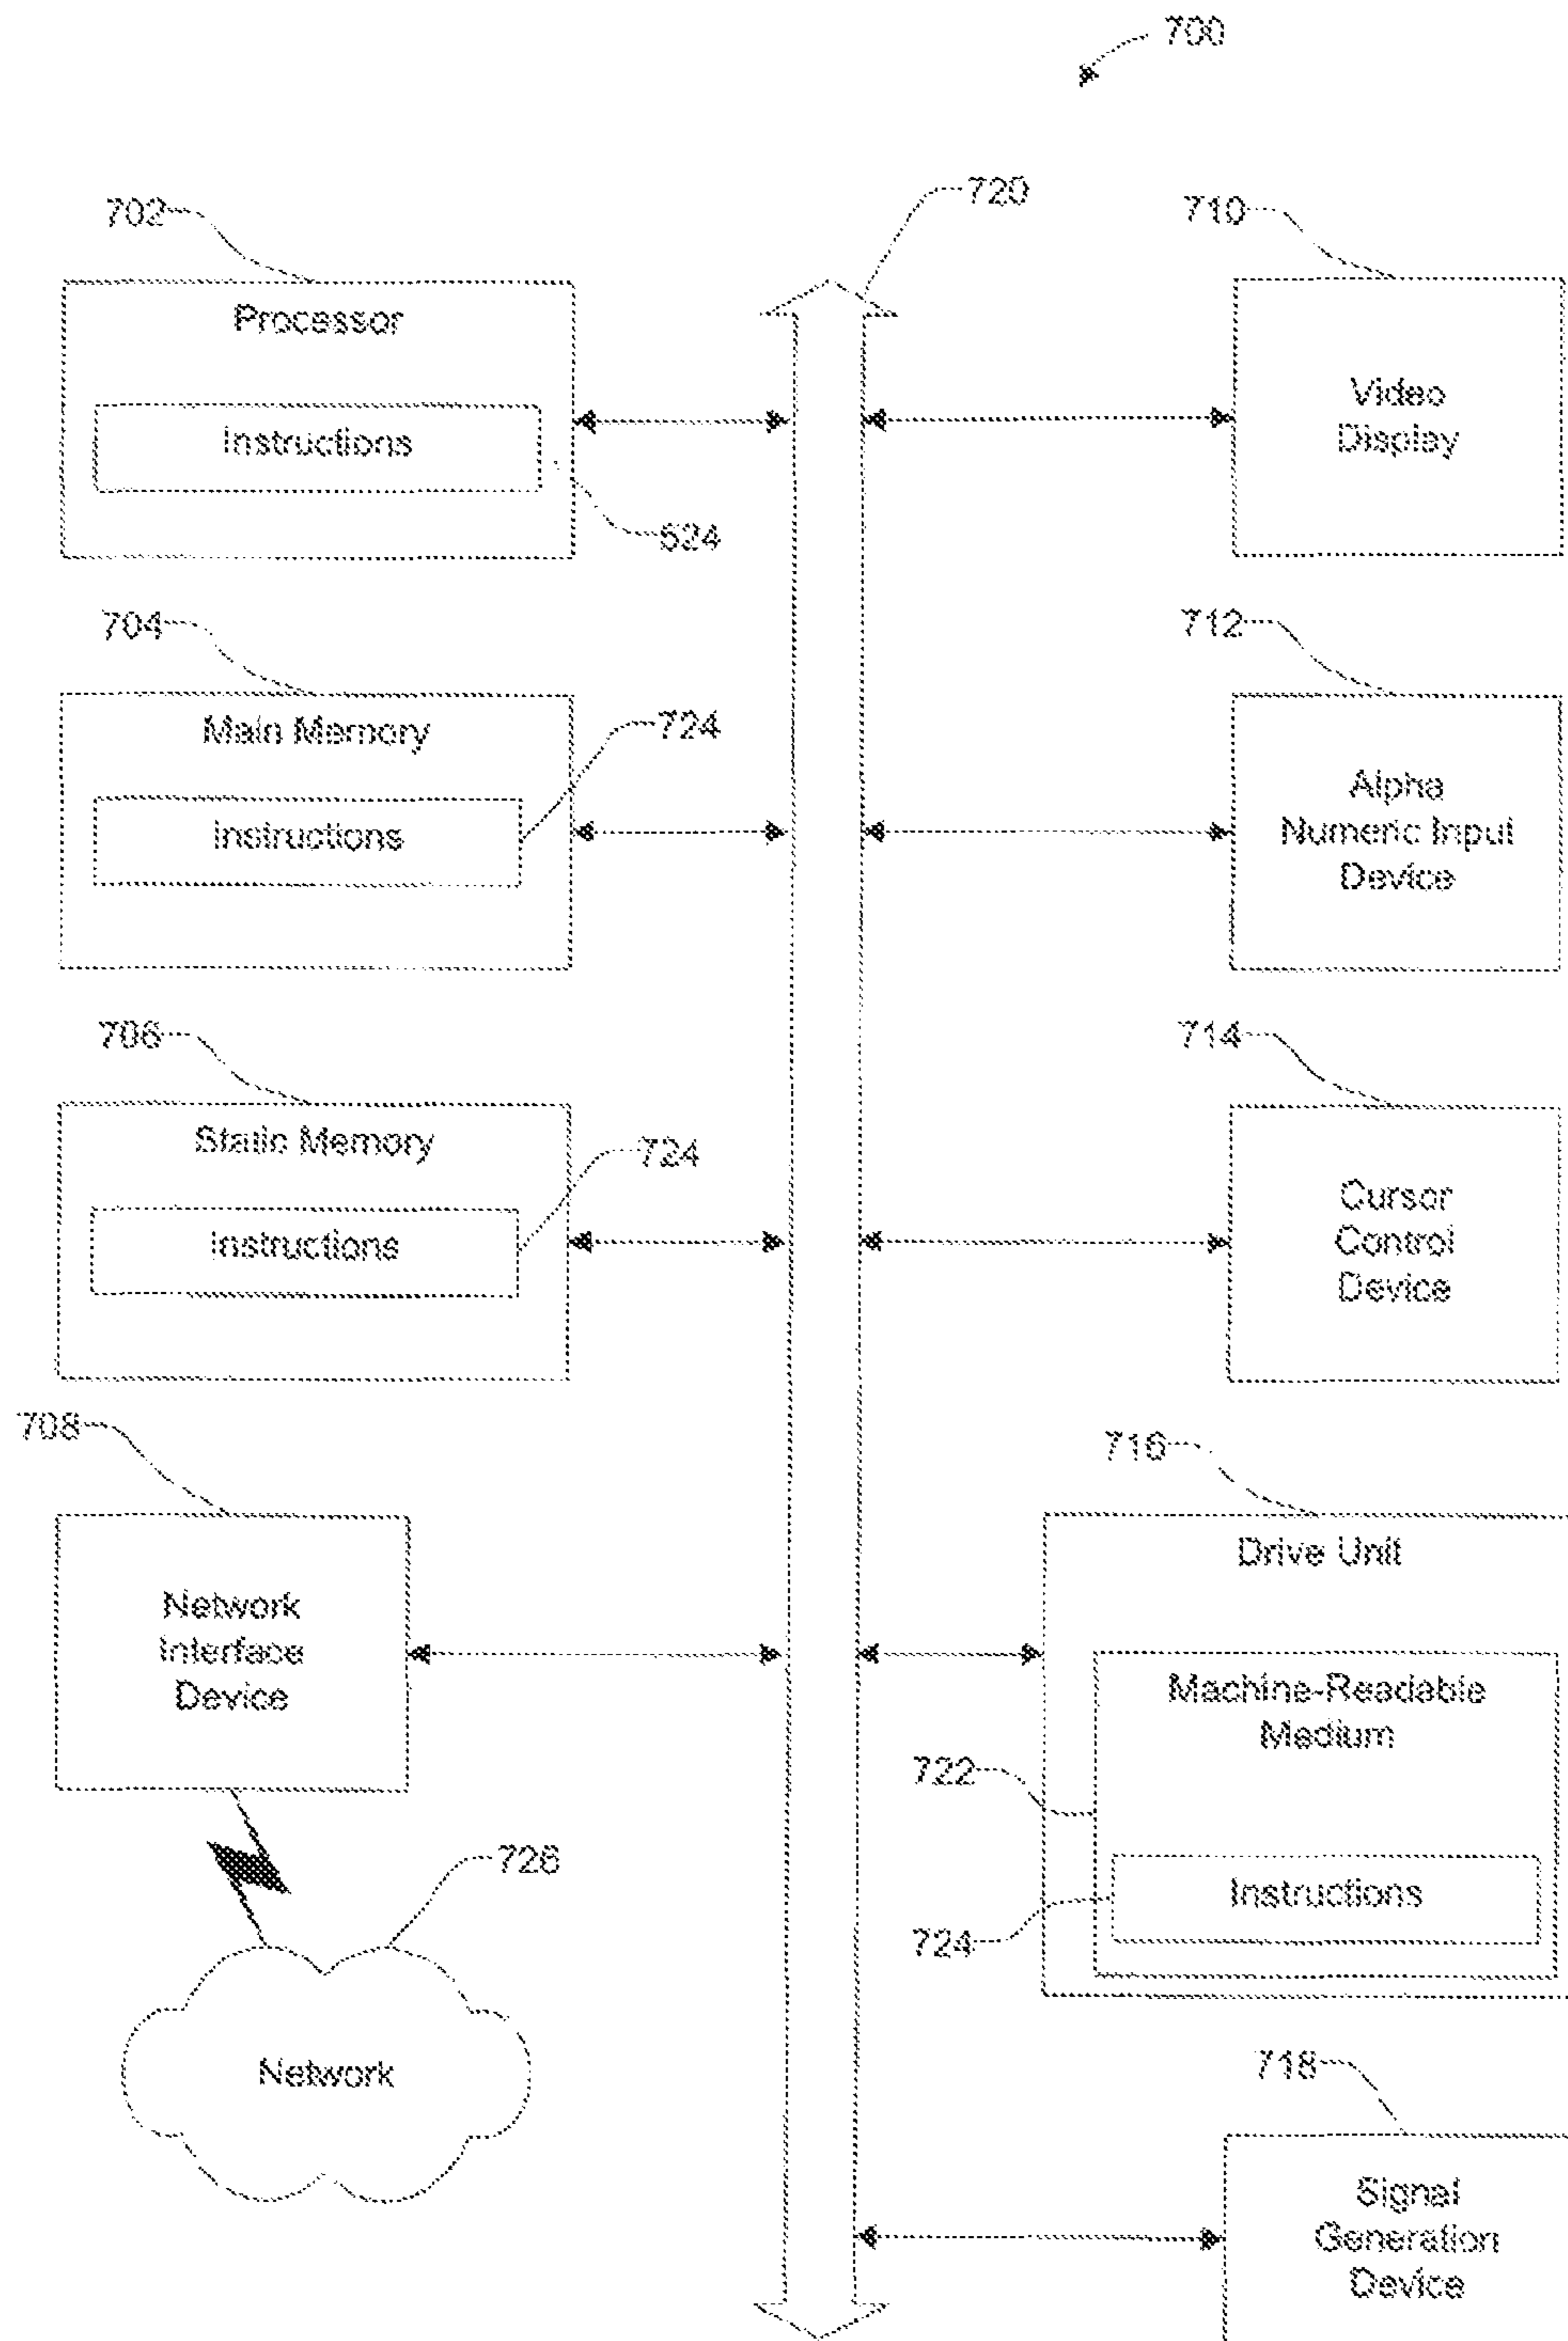 700
720
702
710
Processor
Instructions
524
Video
Display
704
712
Main Memory
724
Instructions
Alpha
Numeric Input
Device
706
714
Static Memory
724
Instructions
Cursor
Control
Device
708
716
Network
Interface
Device
Drive Unit
Machine-Readable
Medium
722
Instructions
724
726
Network
718
Signal
Generation
Device